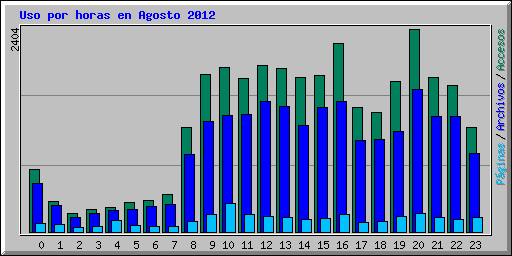 Uso por horas en Agosto 2012
2404
Páginas / Archivos / Accesos
0 1 2 3 4 5 6 7 8 9 10 11 12 13 14 15 16 17 18 19 20 21 22 23